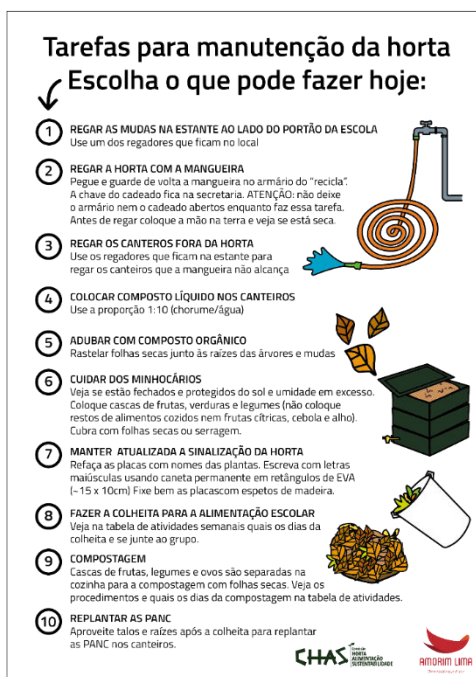 Tarefas para manutenção da horta
Escolha o que pode fazer hoje:
1 REGAR AS MUDAS NA ESTANTE AO LADO DO PORTÃO DA ESCOLA
Use um dos regadores que ficam no local
2 REGAR A HORTA COM A MANGUEIRA
Pegue e guarde de volta a mangueira no armário do "recicla".
A chave do cadeado fica na secretaria. ATENÇÃO: não deixe
o armário nem o cadeado abertos enquanto faz essa tarefa.
Antes de regar coloque a mão na terra e veja se está seca.
3 REGAR OS CANTEROS FORA DA HORTA
Use os regadores que ficam na estante para
regar os canteiros que a mangueira não alcança
4 COLOCAR COMPOSTO LÍQUIDO NOS CANTEIROS
Use a proporção 1:10 (chorume/água)
5 ADUBAR COM COMPOSTO ORGÂNICO
Rastelar folhas secas junto às raízes das árvores e mudas
6 CUIDAR DOS MINHOCÁRIOS
Veja se estão fechados e protegidos do sol e umidade em excesso.
Coloque cascas de frutas, verduras e legumes (não coloque
restos de alimentos cozidos nem frutas cítricas, cebola e alho).
Cubra com folhas secas ou serragem.
7 MANTER ATUALIZADA A SINALIZAÇÃO DA HORTA
Refaça as placas com nomes das plantas. Escreva com letras
maiúsculas usando caneta permanente em retângulos de EVA
(~15 x 10cm) Fixe bem as placascom espetos de madeira.
8 FAZER A COLHEITA PARA A ALIMENTAÇÃO ESCOLAR
Veja na tabela de atividades semanais quais os dias da
colheita e se junte ao grupo.
9 COMPOSTAGEM
Cascas de frutas, legumes e ovos são separadas na
cozinha para a compostagem com folhas secas. Veja os
procedimentos e quais os dias da compostagem na tabela de atividades.
10 REPLANTAR AS PANC
Aproveite talos e raízes após a colheita para replantar
as PANC nos canteiros.
CHAS
HORTA
ALIMENTAÇÃO
SUSTENTABILIDADE
AMORIM LIMA